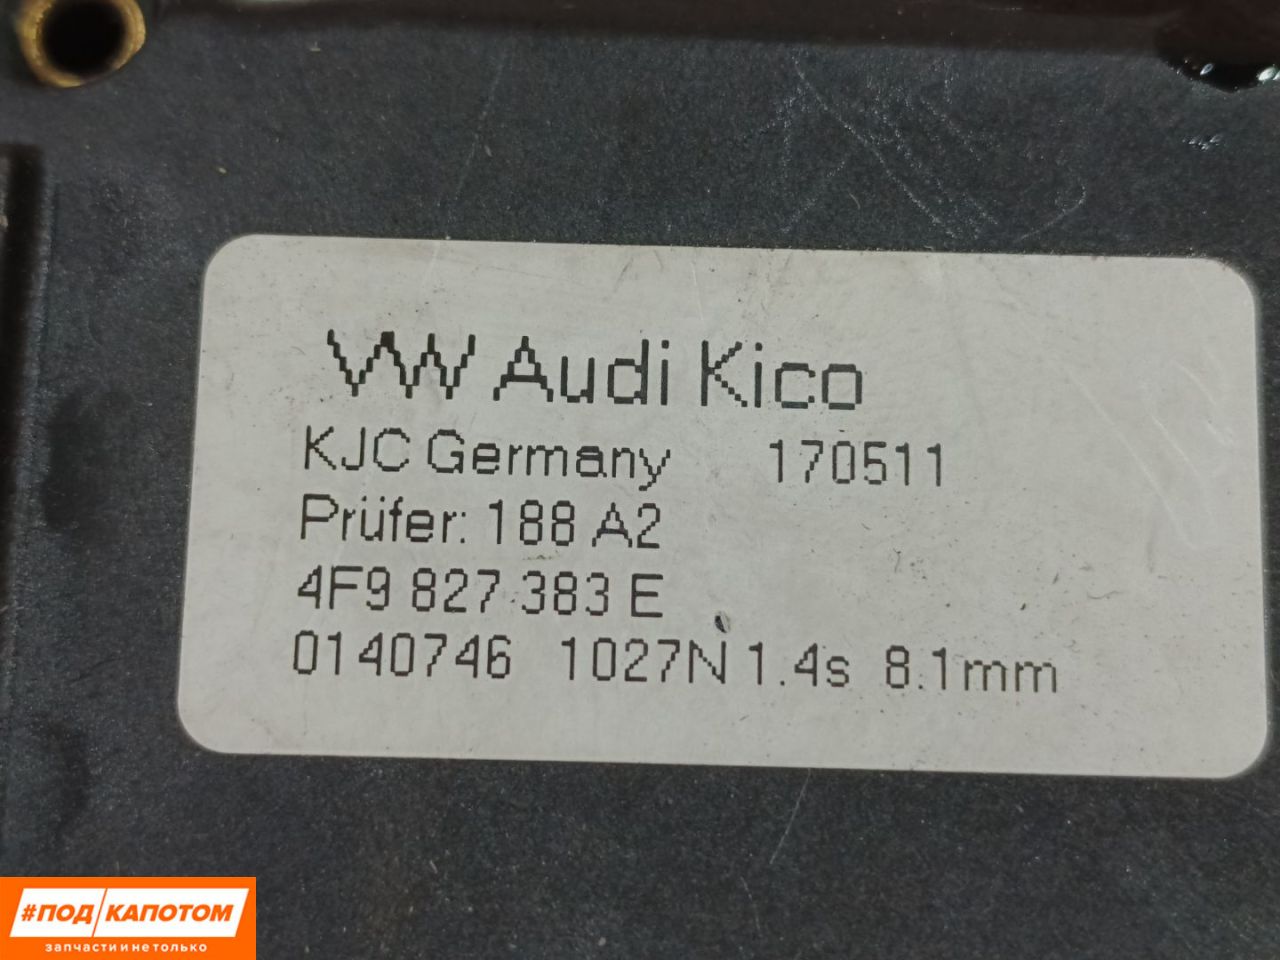 VW Audi Kico
KJC Germany 170511
Prüfer: 188 A2
4F9 827 383 E
0140746 1027N 1.4s 8.1mm
#ПОД КАПОТОМ
запчасти и не только